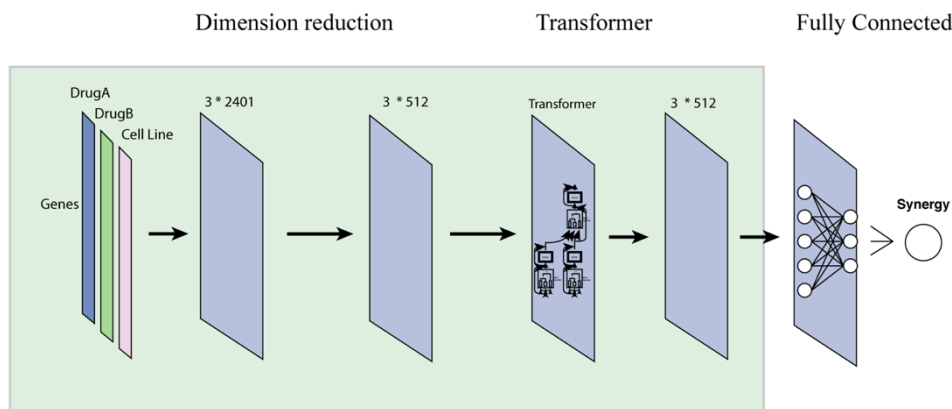 Dimension reduction
Transformer
Fully Connected
DrugA
DrugB
Cell Line
Genes
3 * 2401
3 * 512
Transformer
3 * 512
Synergy